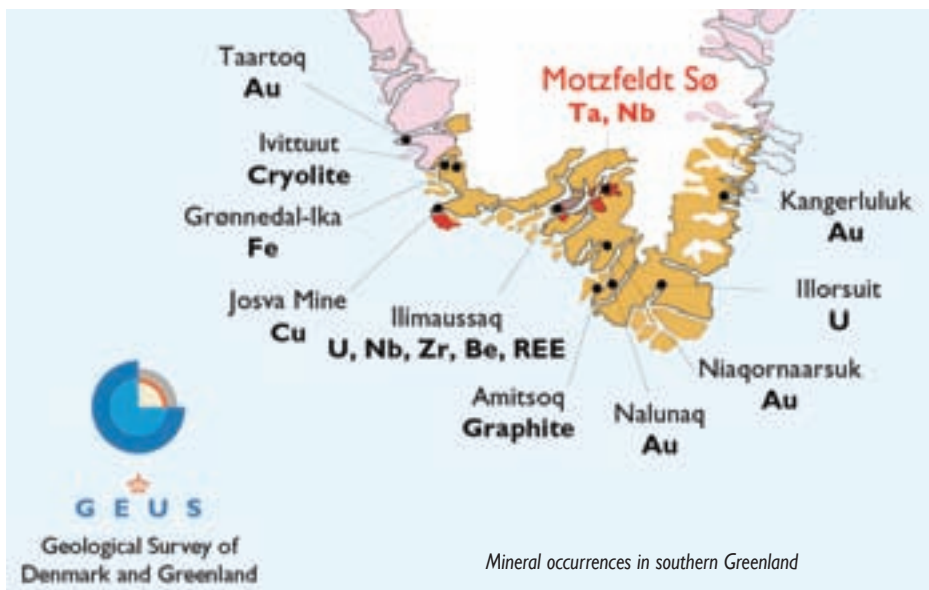 Taartoq
Au
Motzfeldt Sø
Ta, Nb
Ivittuut
Cryolite
Grønnedal-Ika
Fe
Kangerluluk
Au
Josva Mine
Cu
Ilimaussaq
U, Nb, Zr, Be, REE
Illorsuit
U
Niaqornaarsuk
Au
Amitsoq
Graphite
Nalunaq
Au
G E U S
Geological Survey of
Denmark and Greenland
Mineral occurrences in southern Greenland